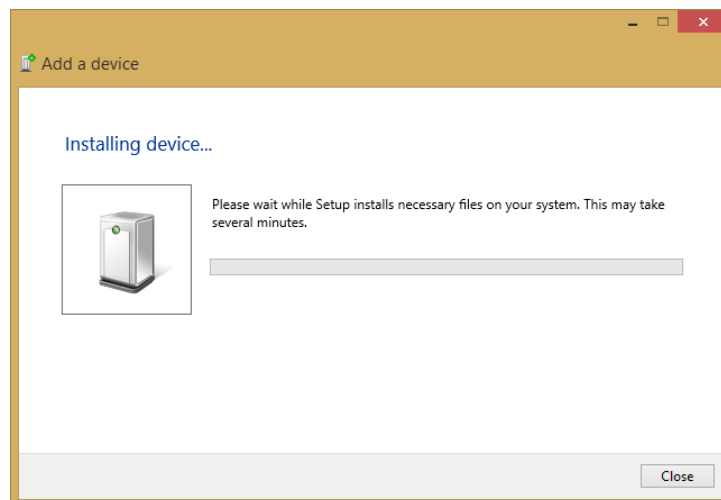 Add a device
Installing device...
Please wait while Setup installs necessary files on your system. This may take
several minutes.
Close